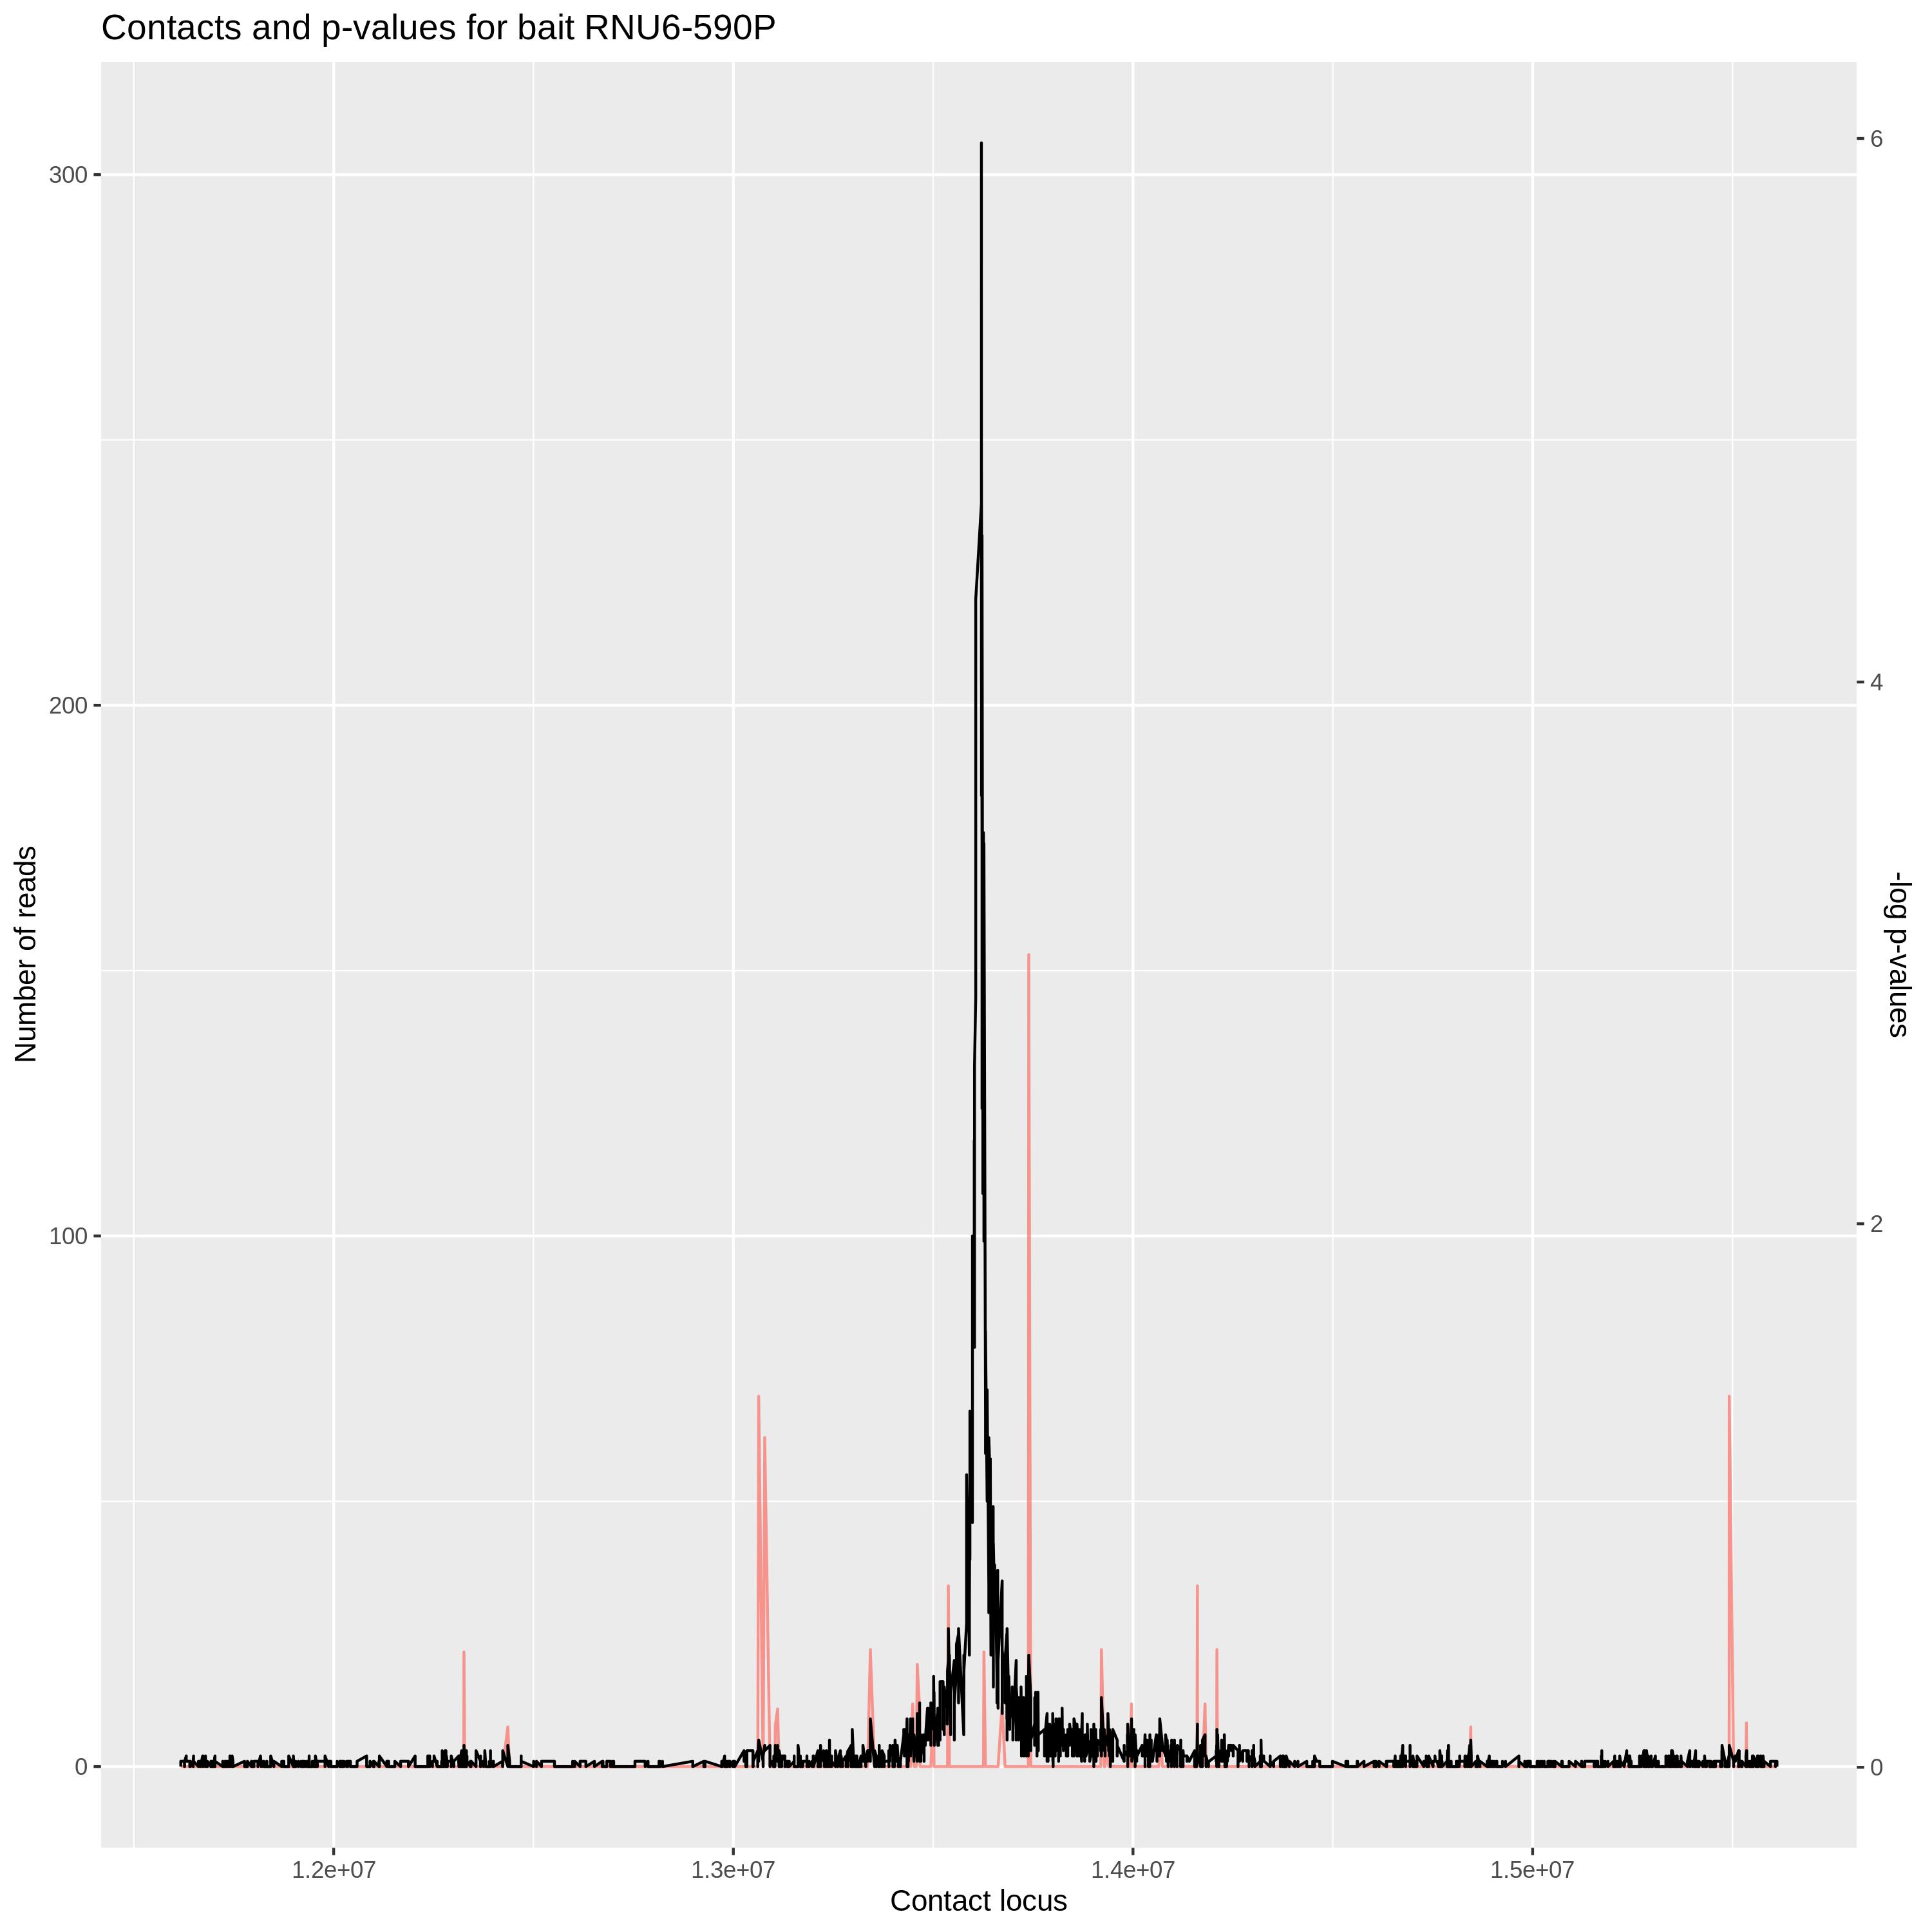 Contacts and p-values for bait RNU6-590P
300
200
100
0
Number of reads
6
4
2
0
-log p-values
1.2e+07
1.3e+07
1.4e+07
1.5e+07
Contact locus